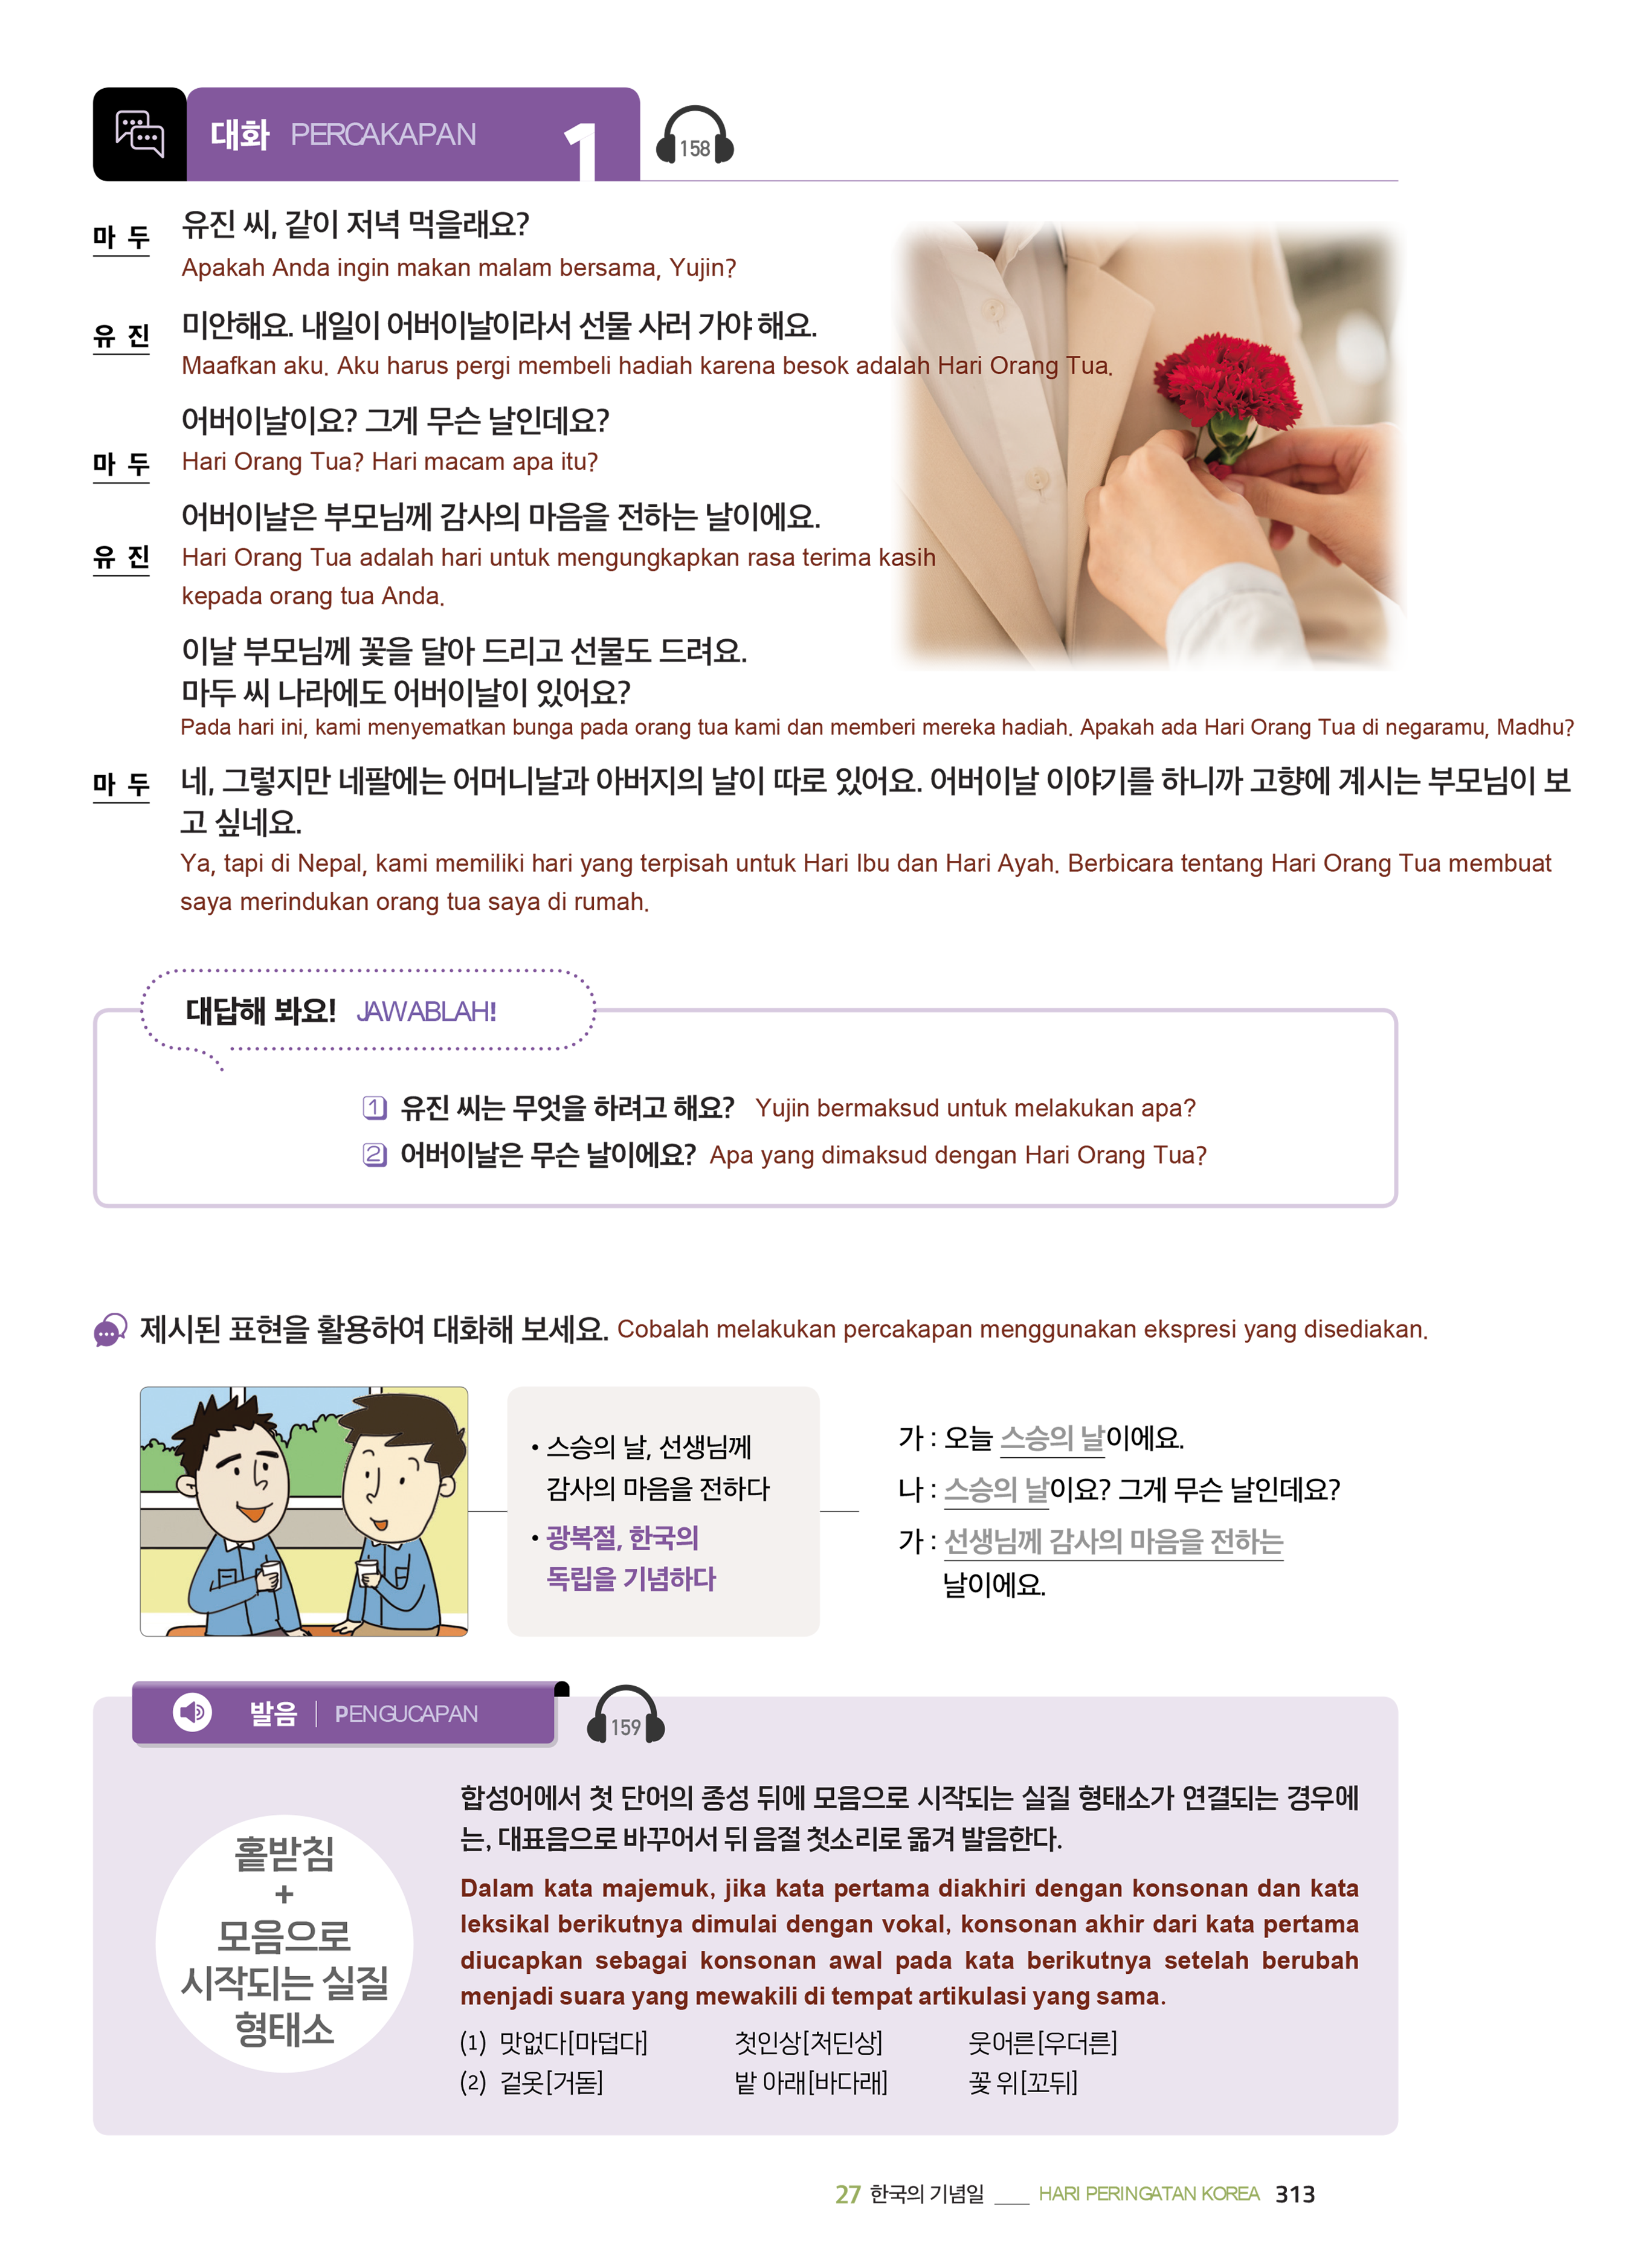 대화 PERCAKAPAN 1 158
마 두 유진 씨, 같이 저녁 먹을래요?
Apakah Anda ingin makan malam bersama, Yujin?
유 진 미안해요. 내일이 어버이날이라서 선물 사러 가야 해요.
Maafkan aku. Aku harus pergi membeli hadiah karena besok adalah Hari Orang Tua.
어버이날이요? 그게 무슨 날인데요?
마 두 Hari Orang Tua? Hari macam apa itu?
어버이날은 부모님께 감사의 마음을 전하는 날이에요.
유 진 Hari Orang Tua adalah hari untuk mengungkapkan rasa terima kasih
kepada orang tua Anda.
이날 부모님께 꽃을 달아 드리고 선물도 드려요.
마두 씨 나라에도 어버이날이 있어요?
Pada hari ini, kami menyematkan bunga pada orang tua kami dan memberi mereka hadiah. Apakah ada Hari Orang Tua di negaramu, Madhu?
마 두 네, 그렇지만 네팔에는 어머니날과 아버지의 날이 따로 있어요. 어버이날 이야기를 하니까 고향에 계시는 부모님이 보
고 싶네요.
Ya, tapi di Nepal, kami memiliki hari yang terpisah untuk Hari Ibu dan Hari Ayah. Berbicara tentang Hari Orang Tua membuat
saya merindukan orang tua saya di rumah.
대답해 봐요! JAWABLAH!
1 유진 씨는 무엇을 하려고 해요? Yujin bermaksud untuk melakukan apa?
2 어버이날은 무슨 날이에요? Apa yang dimaksud dengan Hari Orang Tua?
제시된 표현을 활용하여 대화해 보세요. Cobalah melakukan percakapan menggunakan ekspresi yang disediakan.
• 스승의 날, 선생님께
감사의 마음을 전하다
• 광복절, 한국의
독립을 기념하다
가 : 오늘 스승의 날이에요.
나 : 스승의 날이요? 그게 무슨 날인데요?
가 : 선생님께 감사의 마음을 전하는
날이에요.
발음 | PENGUCAPAN 159
홑받침
+
모음으로
시작되는 실질
형태소
합성어에서 첫 단어의 종성 뒤에 모음으로 시작되는 실질 형태소가 연결되는 경우에
는, 대표음으로 바꾸어서 뒤 음절 첫소리로 옮겨 발음한다.
Dalam kata majemuk, jika kata pertama diakhiri dengan konsonan dan kata
leksikal berikutnya dimulai dengan vokal, konsonan akhir dari kata pertama
diucapkan sebagai konsonan awal pada kata berikutnya setelah berubah
menjadi suara yang mewakili di tempat artikulasi yang sama.
(1) 맛없다[마덥다] 첫인상[처딘상] 웃어른[우더른]
(2) 겉옷[거돋] 밭 아래[바다래] 꽃 위[꼬뒤]
27 한국의 기념일 ___ HARI PERINGATAN KOREA 313